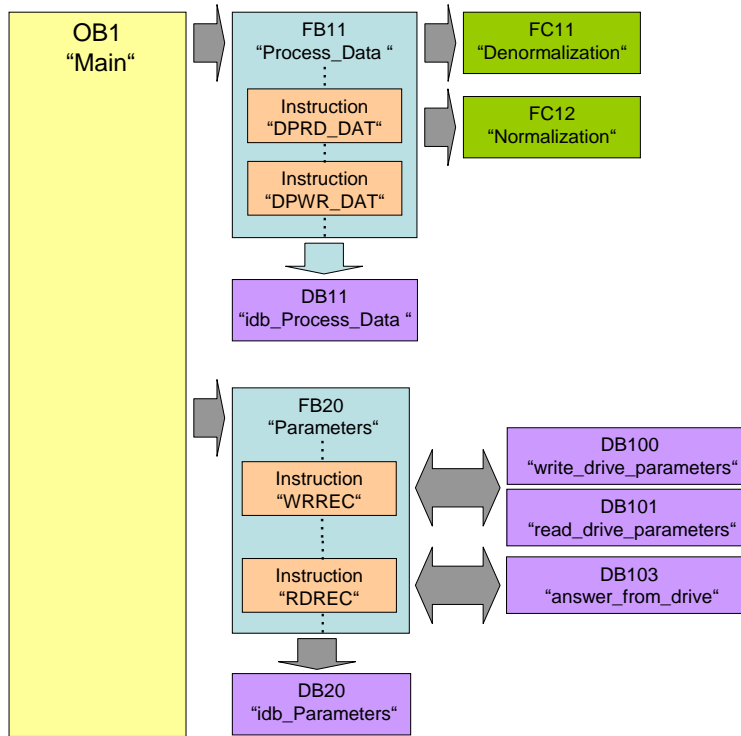 OB1
“Main“
FB11
“Process_Data “
Instruction
“DPRD_DAT“
Instruction
“DPWR_DAT“
FC11
“Denormalization“
FC12
“Normalization“
DB11
“idb_Process_Data “
FB20
“Parameters”
Instruction
“WRREC“
Instruction
“RDREC“
DB100
“write_drive_parameters“
DB101
“read_drive_parameters“
DB103
“answer_from_drive“
DB20
“idb_Parameters“